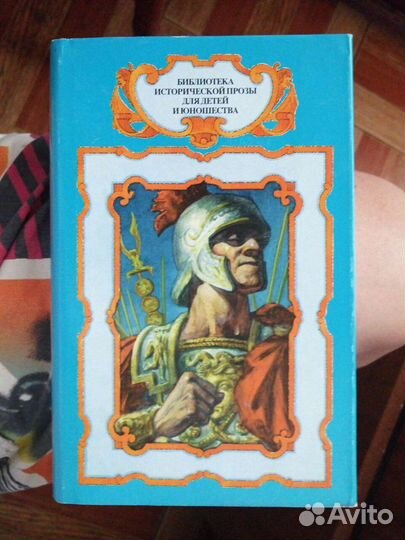 БИБЛИОТЕКА
ИСТОРИЧЕСКОЙ ПРОЗЫ
ДЛЯ ДЕТЕЙ
И ЮНОШЕСТВА
Avito